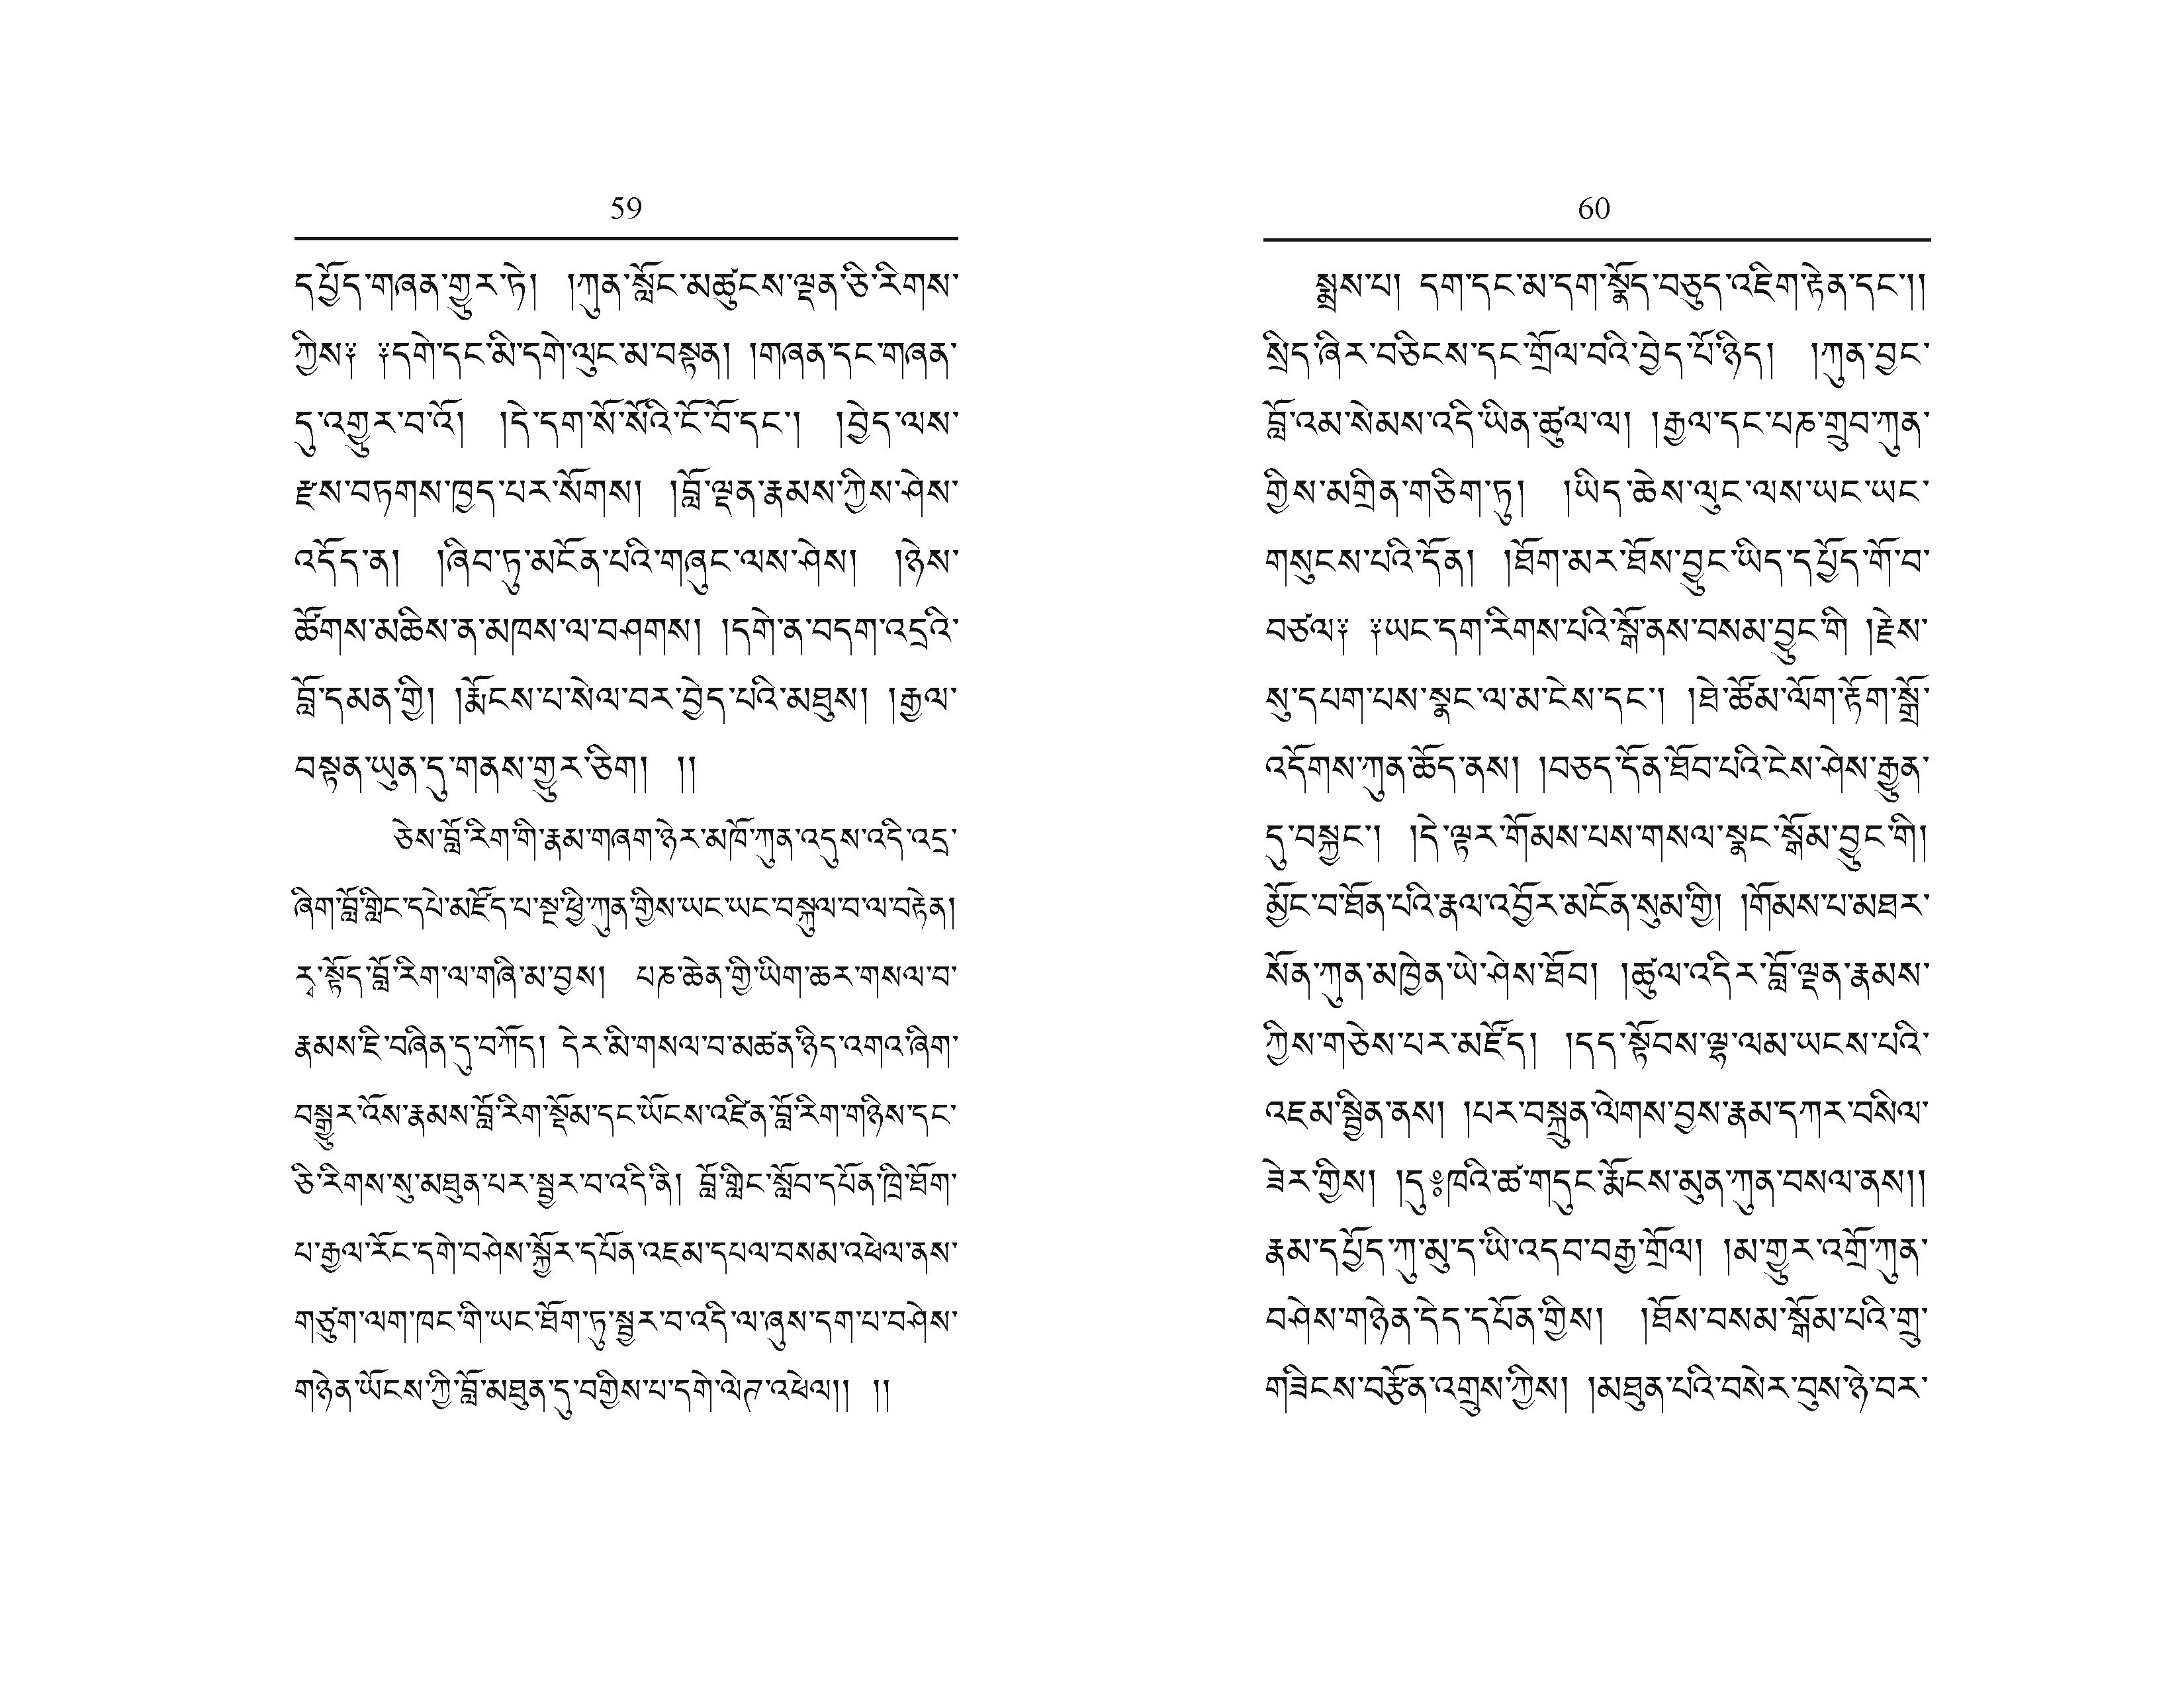 59
དཔྱོད་གཞན་གྱུར་ཏེ། །ཀུན་སློང་མཚུངས་ལྡན་ཅི་རིགས་
ཀྱིས༑ ༑དགེ་དང་མི་དགེ་ལུང་མ་བསྟན། །གཞན་དང་གཞན་
དུ་འགྱུར་བ་འོ། །དེ་དག་སོ་སོའི་ངོ་བོ་དང་། །བྱེད་ལས་
རྫས་བཏགས་ཁྱད་པར་སོགས། །བློ་ལྡན་རྣམས་ཀྱིས་ཤེས་
འདོད་ན། །ཞིབ་ཏུ་མངོན་པའི་གཞུང་ལས་ཤེས། །ཉེས་
ཚོགས་མཆིས་ན་མཁས་ལ་བཤགས། །དགེ་ན་བདག་འདྲའི་
བློ་དམན་གྱི། །རྨོངས་པ་སེལ་བར་བྱེད་པའི་མཐུས། །རྒྱལ་
བསྟན་ཡུན་དུ་གནས་གྱུར་ཅིག། །།
ཅེས་བློ་རིག་གི་རྣམ་གཞག་ཉེར་མཁོ་ཀུན་འདུས་འདི་འདྲ་
ཞིག་བློ་གླིང་དཔེ་མཛོད་པ་སྔ་ཕྱི་ཀུན་གྱིས་ཡང་ཡང་བསྐུལ་བ་ལ་བརྟེན།
རྭ་སྟོད་བློ་རིག་ལ་གཞི་མ་བྱས། པཎ་ཆེན་གྱི་ཡིག་ཆར་གསལ་བ་
རྣམས་ཇི་བཞིན་དུ་བཀོད། དེར་མི་གསལ་བ་མཚན་ཉིད་འགའ་ཞིག་
བསྒྱུར་འོས་རྣམས་བློ་རིག་སྡོམ་དང་ཡོངས་འཛིན་བློ་རིག་གཉིས་དང་
ཅི་རིགས་སུ་མཐུན་པར་སྦྱར་བ་འདི་ནི། བློ་གླིང་སློབ་དཔོན་ཁྲི་ཐོག་
པ་རྒྱལ་རོང་དགེ་བཤེས་སྐྱོར་དཔོན་འཇམ་དཔལ་བསམ་འཕེལ་ནས་
གཙུག་ལག་ཁང་གི་ཡང་ཐོག་ཏུ་སྦྱར་བ་འདི་ལ་ཞུས་དག་པ་བཤེས་
གཉེན་ཡོངས་ཀྱི་བློ་མཐུན་དུ་བགྱིས་པ་དགེ་ལེཊ་འཕེལ།། །།
60
སྨྲས་པ། དག་དང་མ་དག་སྣོད་བཅུད་འཇིག་རྟེན་དང་།།
སྲིད་ཞིར་བཅིངས་དང་གྲོལ་བའི་བྱེད་པོ་ཉིད། །ཀུན་བྱང་
བློ་འམ་སེམས་འདི་ཡིན་ཚུལ་ལ། །རྒྱལ་དང་པཎ་གྲུབ་ཀུན་
གྱིས་མགྲིན་གཅིག་ཏུ། །ཡིད་ཆེས་ལུང་ལས་ཡང་ཡང་
གསུངས་པའི་དོན། །ཐོག་མར་ཐོས་བྱུང་ཡིད་དཔྱོད་གོ་བ་
བཙལ༑ ༑ཡང་དག་རིགས་པའི་སྒོ་ནས་བསམ་བྱུང་གི །རྗེས་
སུ་དཔག་པས་སྣང་ལ་མ་ངེས་དང་། །ཐེ་ཚོམ་ལོག་རྟོག་སྒྲོ་
འདོགས་ཀུན་ཆོད་ནས། །བཅད་དོན་ཐོབ་པའི་ངེས་ཤེས་རྒྱུན་
དུ་བསྐྱང་། །དེ་ལྟར་གོམས་པས་གསལ་སྣང་སྒོམ་བྱུང་གི།
མྱོང་བ་ཐོན་པའི་རྣལ་འབྱོར་མངོན་སུམ་གྱི། །གོམས་པ་མཐར་
སོན་ཀུན་མཁྱེན་ཡེ་ཤེས་ཐོབ། །ཚུལ་འདིར་བློ་ལྡན་རྣམས་
ཀྱིས་གཅེས་པར་མཛོད། །དད་སྟོབས་ལྷ་ལམ་ཡངས་པའི་
འཇམ་སྦྱིན་ནས། །པར་བསྐྲུན་ལེགས་བྱས་རྣམ་དཀར་བསིལ་
ཟེར་གྱིས། །དུ༔ཁའི་ཚ་གདུང་རྨོངས་མུན་ཀུན་བསལ་ནས།།
རྣམ་དཔྱོད་ཀུ་མུ་ད་ཡི་འདབ་བརྒྱ་གྲོལ། །མ་གྱུར་འགྲོ་ཀུན་
བཤེས་གཉེན་དེད་དཔོན་གྱིས། །ཐོས་བསམ་སྒོམ་པའི་གྲུ་
གཟིངས་བརྩོན་འགྲུས་ཀྱིས། །མཐུན་པའི་བསེར་བུས་ཉེ་བར་